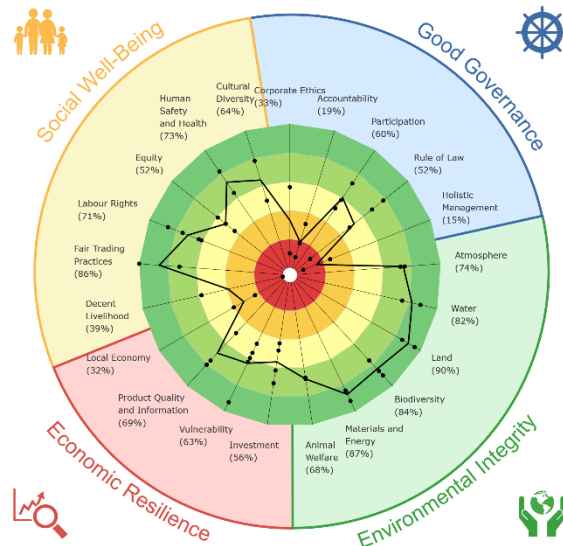 Social Well-Being
Good Governance
Cultural
Diversity
(64%)
Corporate Ethics
(33%)
Accountability
(19%)
Human
Safety
and Health
(73%)
Participation
(60%)
Equity
(52%)
Rule of Law
(52%)
Labour Rights
(71%)
Holistic
Management
(15%)
Fair Trading
Practices
(86%)
Atmosphere
(74%)
Decent
Livelihood
(39%)
Water
(82%)
Local Economy
(32%)
Land
(90%)
Product Quality
and Information
(69%)
Biodiversity
(84%)
Vulnerability
(63%)
Investment
(56%)
Animal
Welfare
(68%)
Materials and
Energy
(87%)
Economic Resilience
Environmental Integrity